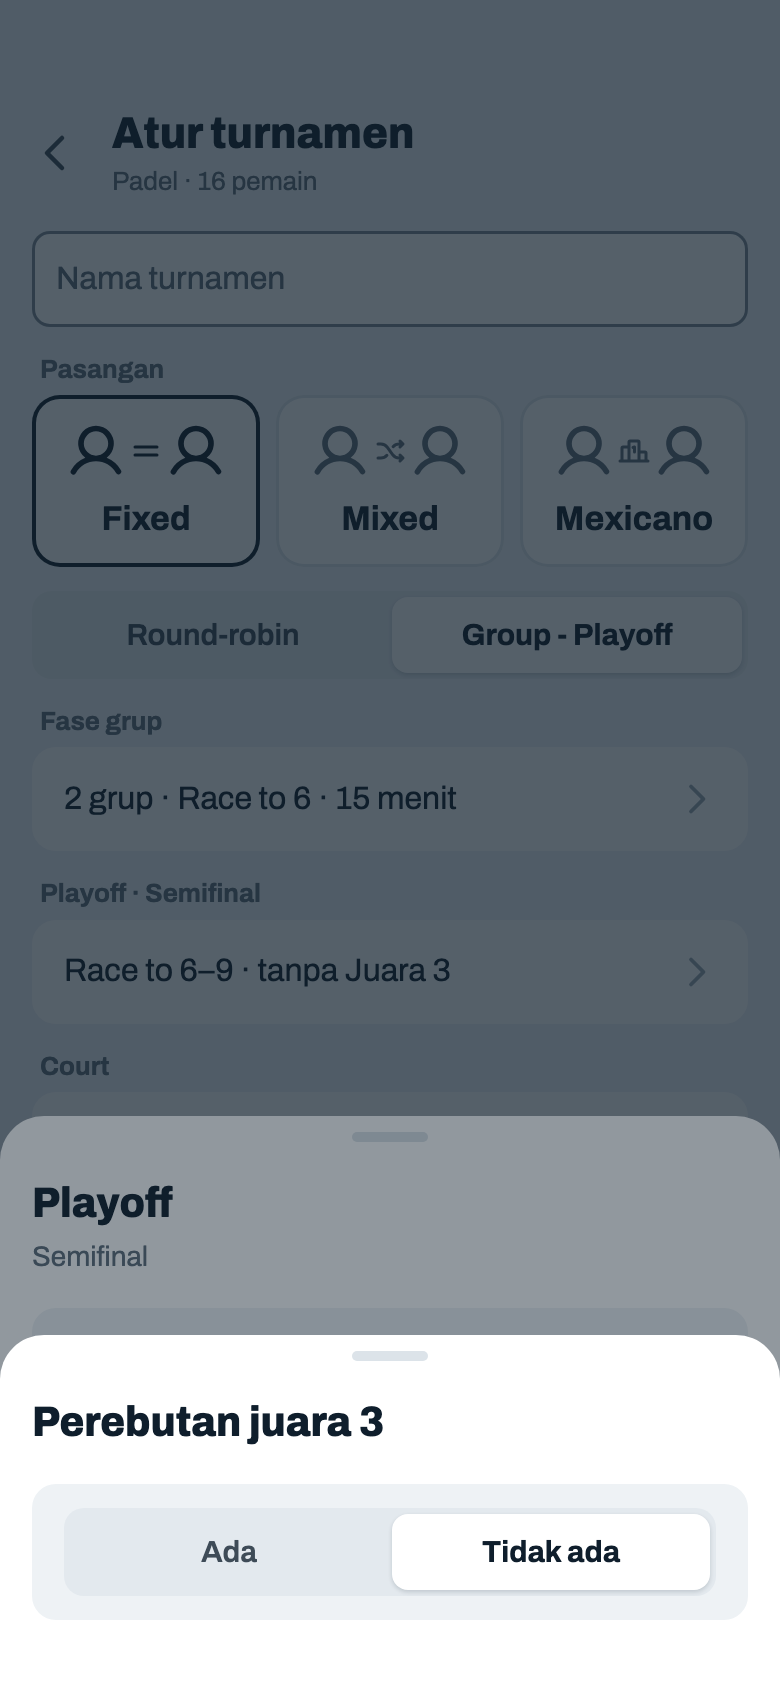 Atur turnamen
Padel · 16 pemain
Nama turnamen
Pasangan
Fixed
Mixed
Mexicano
Round-robin
Group - Playoff
Fase grup
2 grup · Race to 6 · 15 menit
Playoff · Semifinal
Race to 6–9 · tanpa Juara 3
Court
Playoff
Semifinal
Perebutan juara 3
Ada
Tidak ada